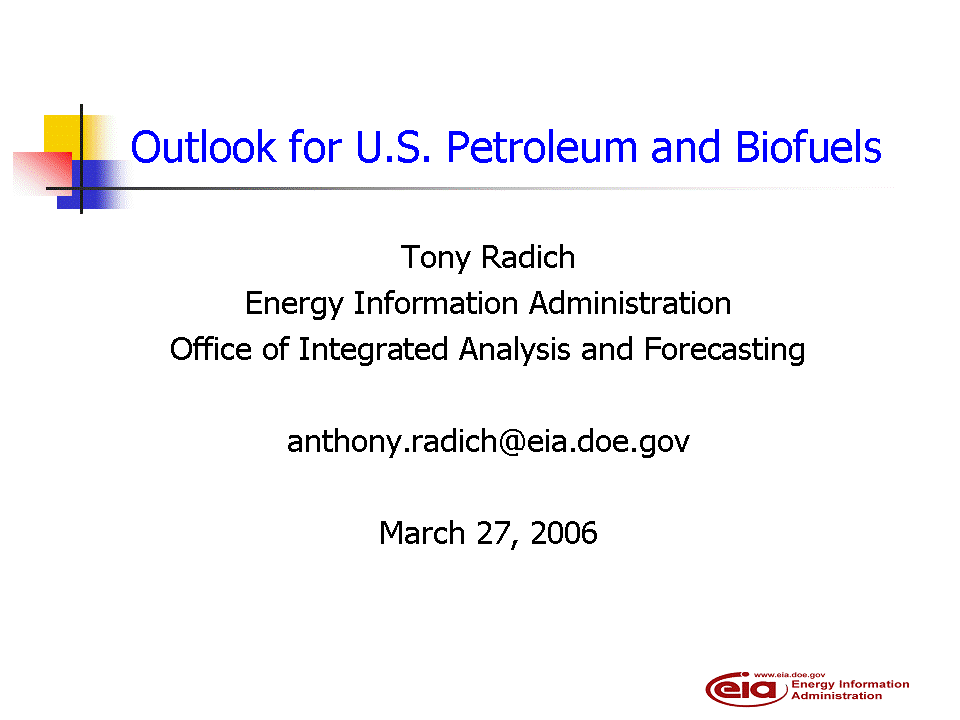 Outlook for U.S. Petroleum and Biofuels
Tony Radich
Energy Information Administration
Office of Integrated Analysis and Forecasting
anthony.radich@eia.doe.gov
March 27, 2006
www.eia.doe.gov
eia
Energy Information
Administration